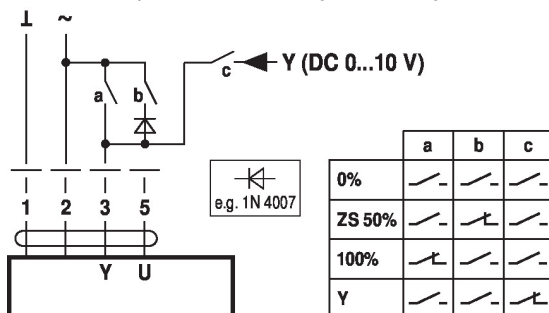 ⊥ ~
a b c Y (DC 0...10 V)
1 2 3 5
Y U
e.g. 1N 4007
a b c
0%
ZS 50%
100%
Y